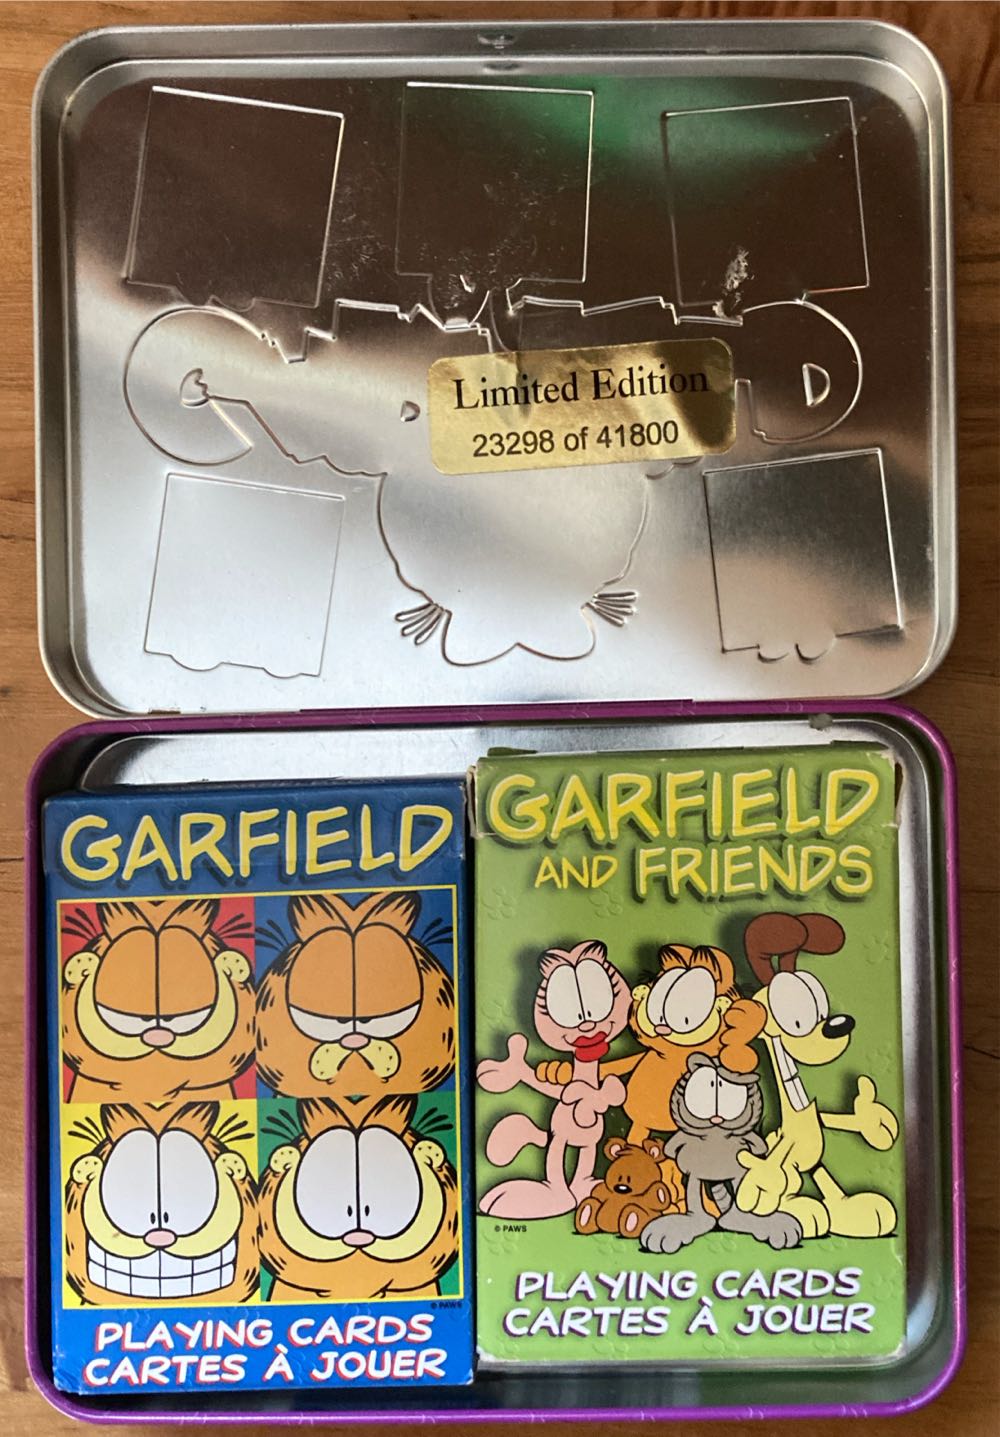 Limited Edition
23298 of 41800
GARFIELD
© PAWS
PLAYING CARDS
CARTES À JOUER
GARFIELD
AND FRIENDS
© PAWS
PLAYING CARDS
CARTES À JOUER